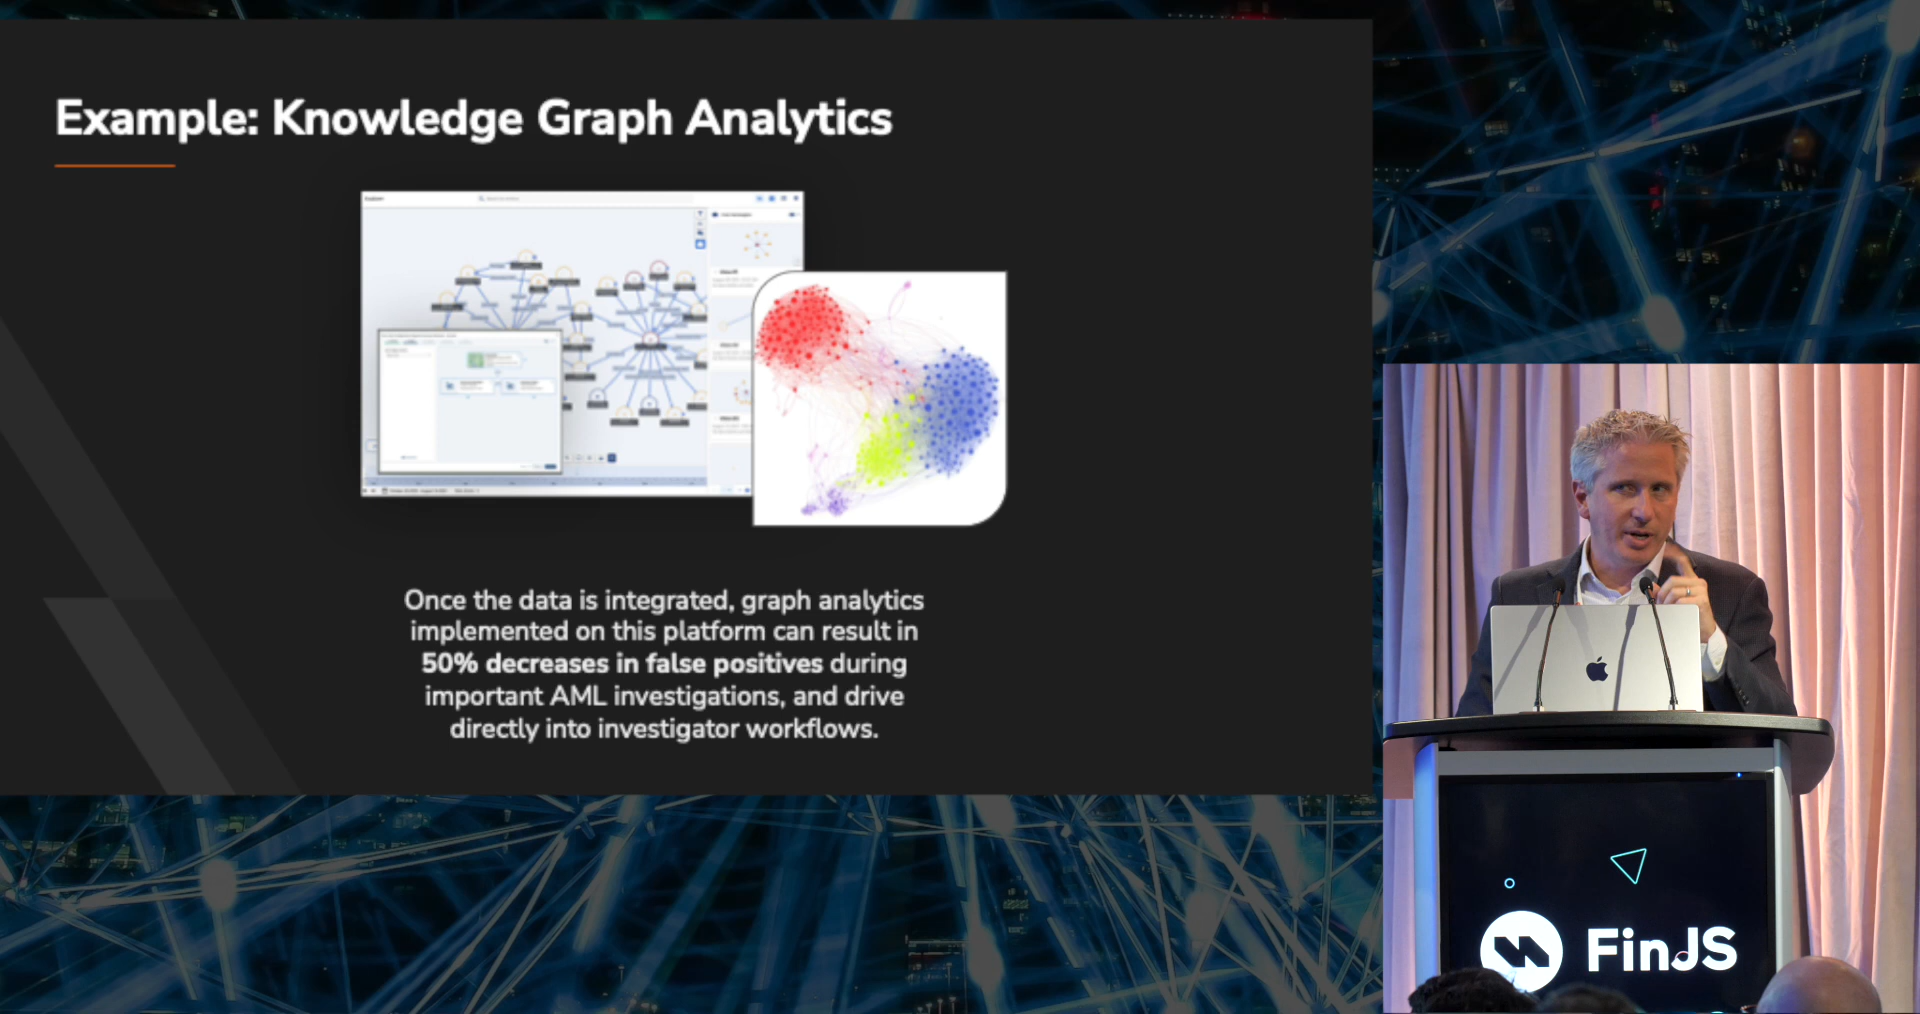 Example: Knowledge Graph Analytics
Once the data is integrated, graph analytics
implemented on this platform can result in
50% decreases in false positives during
important AML investigations, and drive
directly into investigator workflows.
FinJS